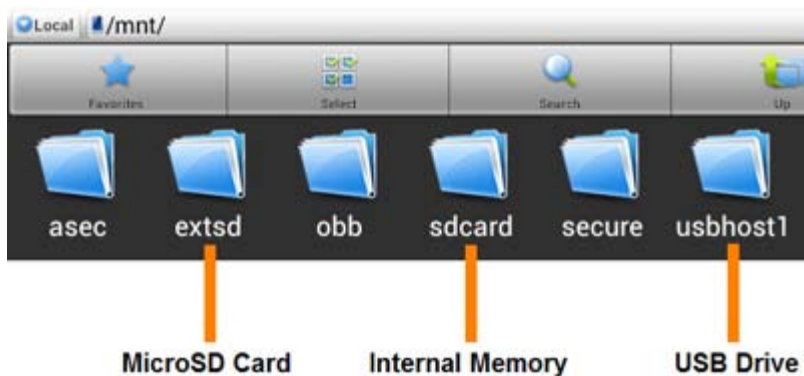 Local /mnt/
Favorites Select Search Up
asec extsd obb sdcard secure usbhost1
MicroSD Card Internal Memory USB Drive